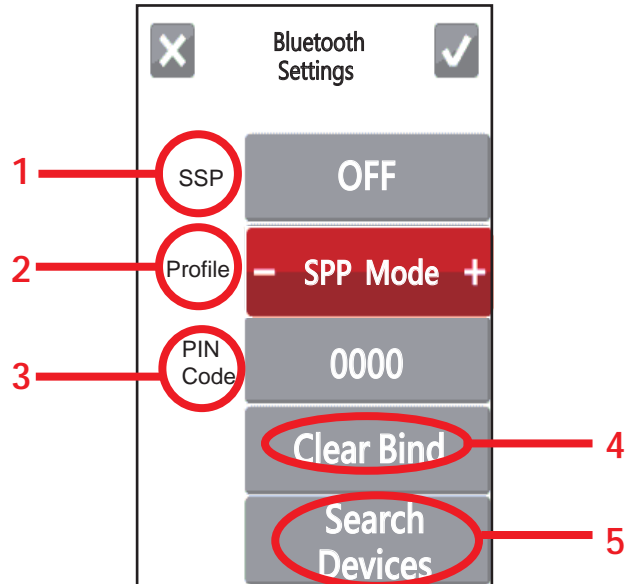 Bluetooth
Settings
1
SSP
OFF
2
Profile
- SPP Mode +
3
PIN
Code
0000
Clear Bind
4
Search
Devices
5